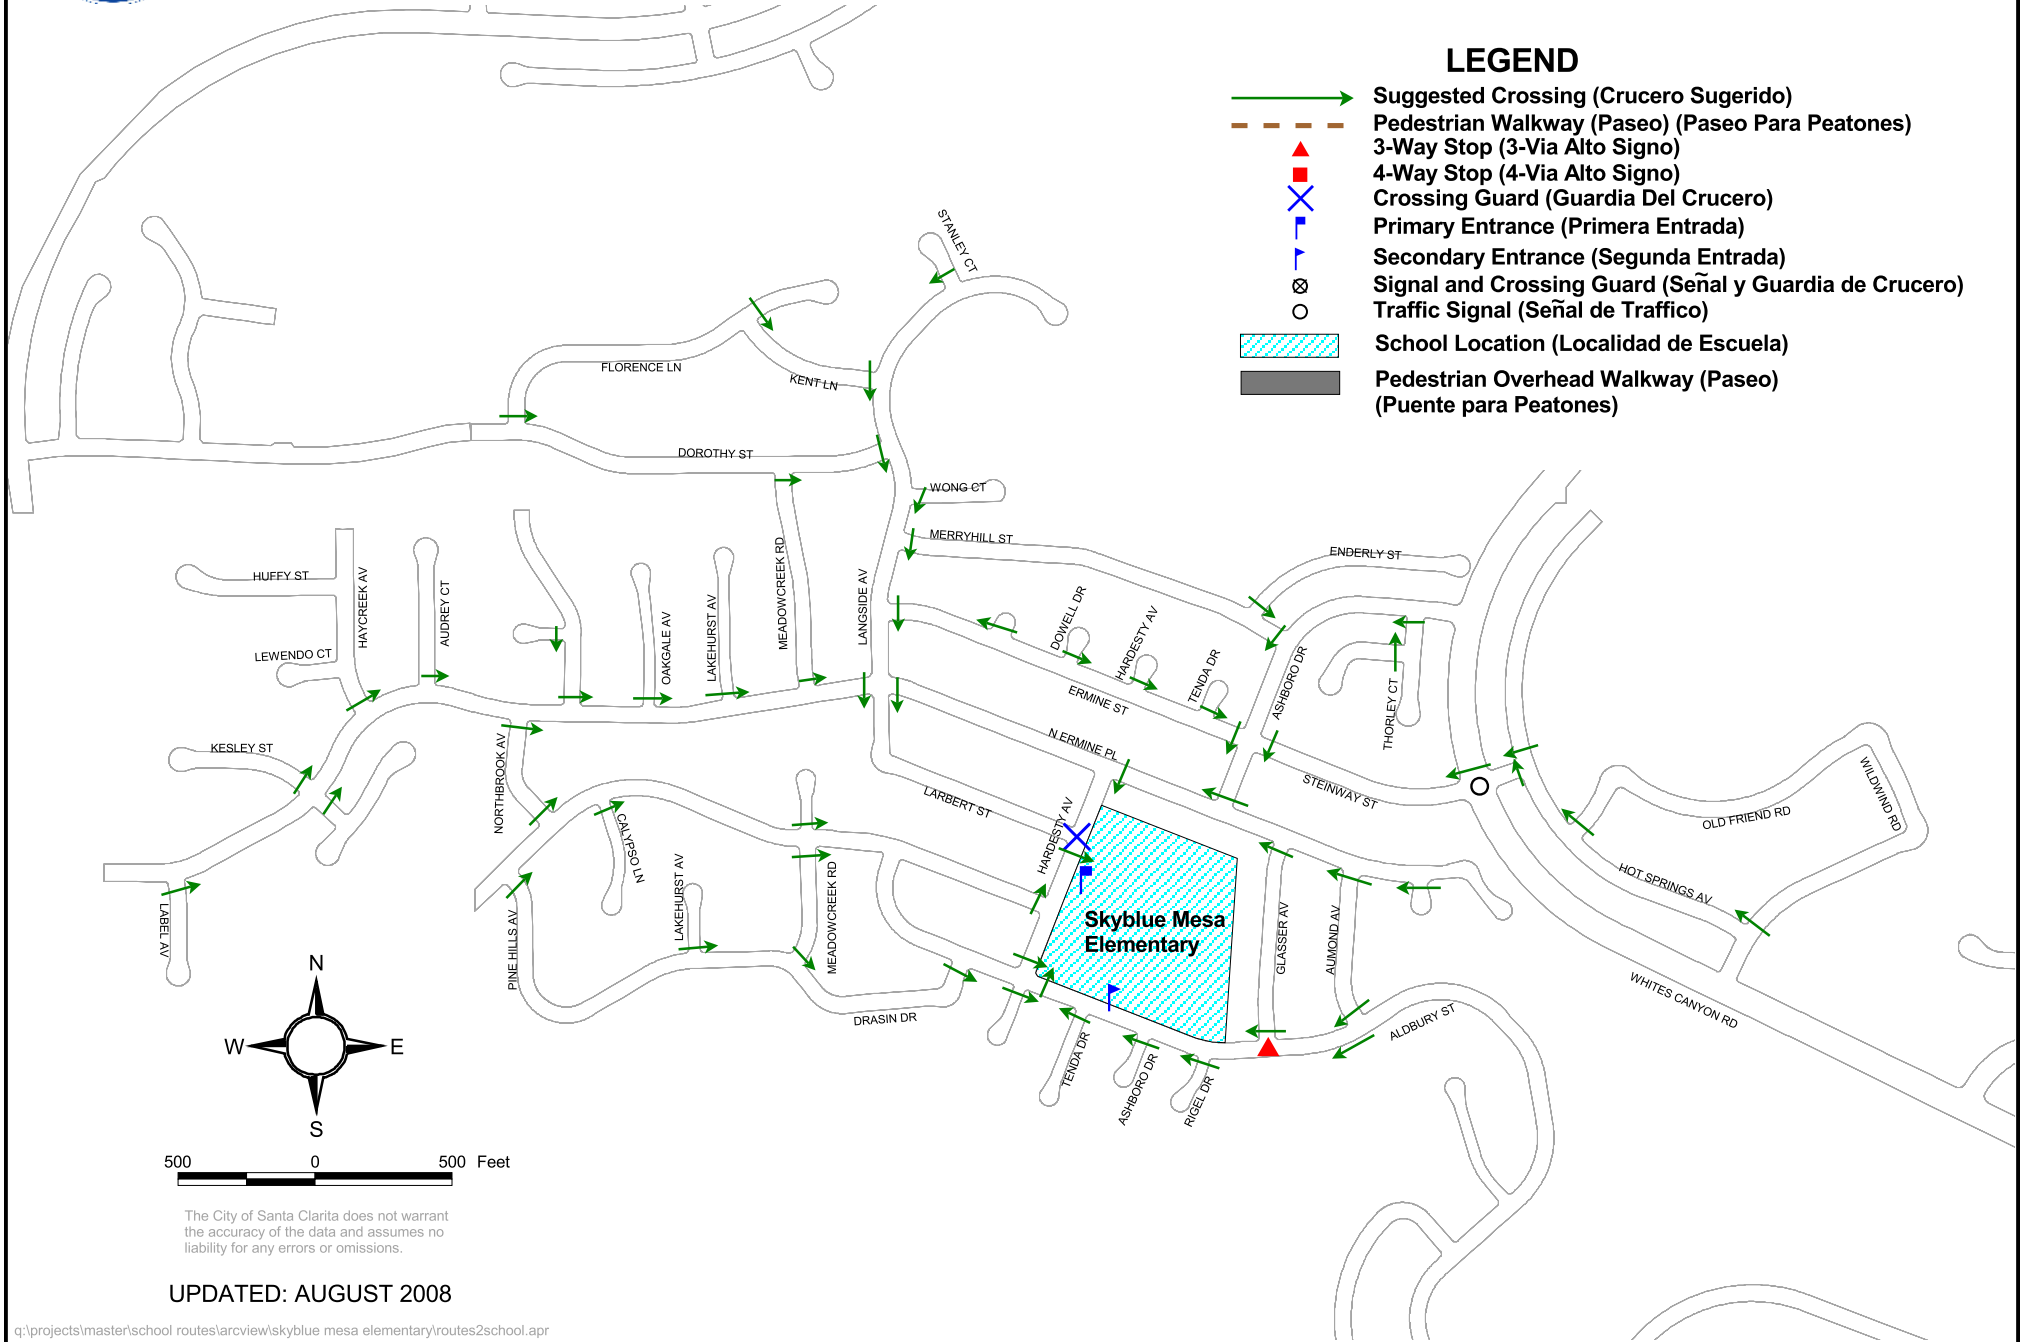 LEGEND
Suggested Crossing (Crucero Sugerido)
Pedestrian Walkway (Paseo) (Paseo Para Peatones)
3-Way Stop (3-Via Alto Signo)
4-Way Stop (4-Via Alto Signo)
Crossing Guard (Guardia Del Crucero)
Primary Entrance (Primera Entrada)
Secondary Entrance (Segunda Entrada)
Signal and Crossing Guard (Señal y Guardia de Crucero)
Traffic Signal (Señal de Traffico)
School Location (Localidad de Escuela)
Pedestrian Overhead Walkway (Paseo)
(Puente para Peatones)
STANLEY CT
FLORENCE LN
KENT LN
DOROTHY ST
WONG CT
MERRYHILL ST
ENDERLY ST
HUFFY ST
HAYCREEK AV
AUDREY CT
LEWENDO CT
OAKGALE AV
LAKEHURST AV
MEADOWCREEK RD
LANGSIDE AV
DOWELL DR
HARDESTY AV
TENDA DR
ERMINE ST
ASHBORO DR
THORLEY CT
KESLEY ST
NORTHBROOK AV
N ERMINE PL
STEINWAY ST
LARBERT ST
HARDESTY AV
OLD FRIEND RD
WILDWIND RD
CALYPSO LN
LAKEHURST AV
MEADOWCREEK RD
HOT SPRINGS AV
LABEL AV
PINE HILLS AV
Skyblue Mesa
Elementary
GLASSER AV
AUMOND AV
WHITES CANYON RD
DRASIN DR
ALDBURY ST
TENDA DR
ASHBORO DR
RIGEL DR
N
W
E
S
500 0 500 Feet
The City of Santa Clarita does not warrant
the accuracy of the data and assumes no
liability for any errors or omissions.
UPDATED: AUGUST 2008
q:\projects\master\school routes\arcview\skyblue mesa elementary\routes2school.apr